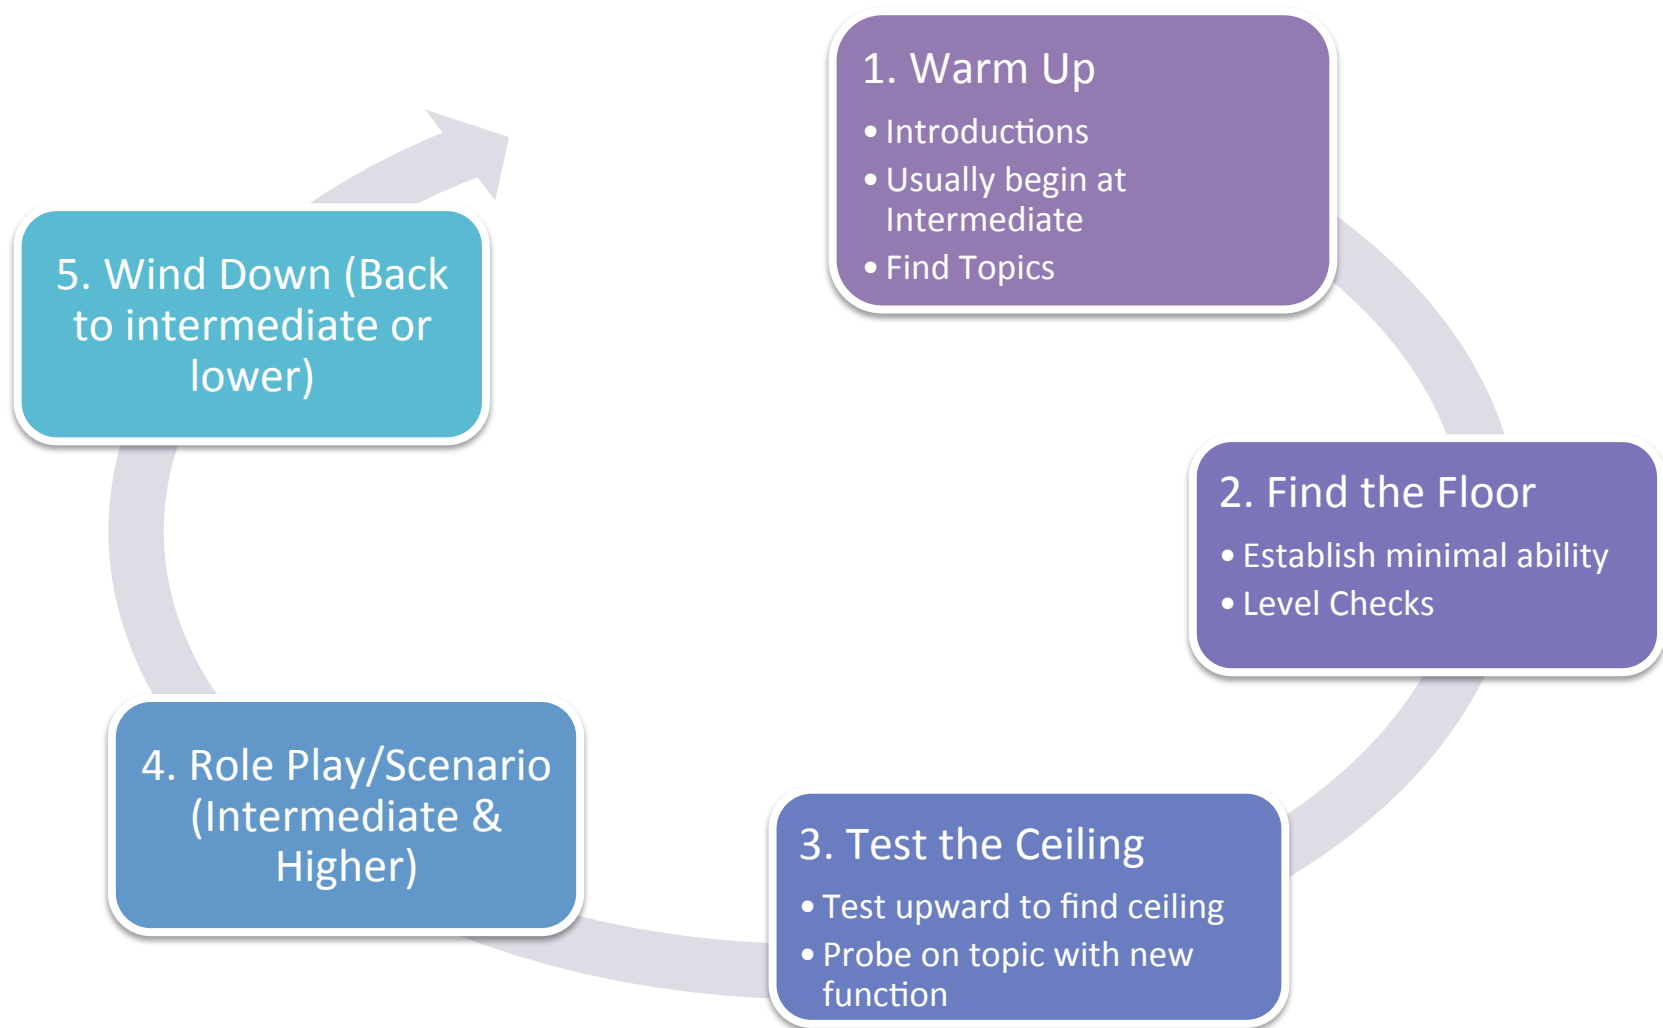 1. Warm Up
• Introductions
• Usually begin at
Intermediate
• Find Topics
2. Find the Floor
• Establish minimal ability
• Level Checks
3. Test the Ceiling
• Test upward to find ceiling
• Probe on topic with new
function
4. Role Play/Scenario
(Intermediate &
Higher)
5. Wind Down (Back
to intermediate or
lower)